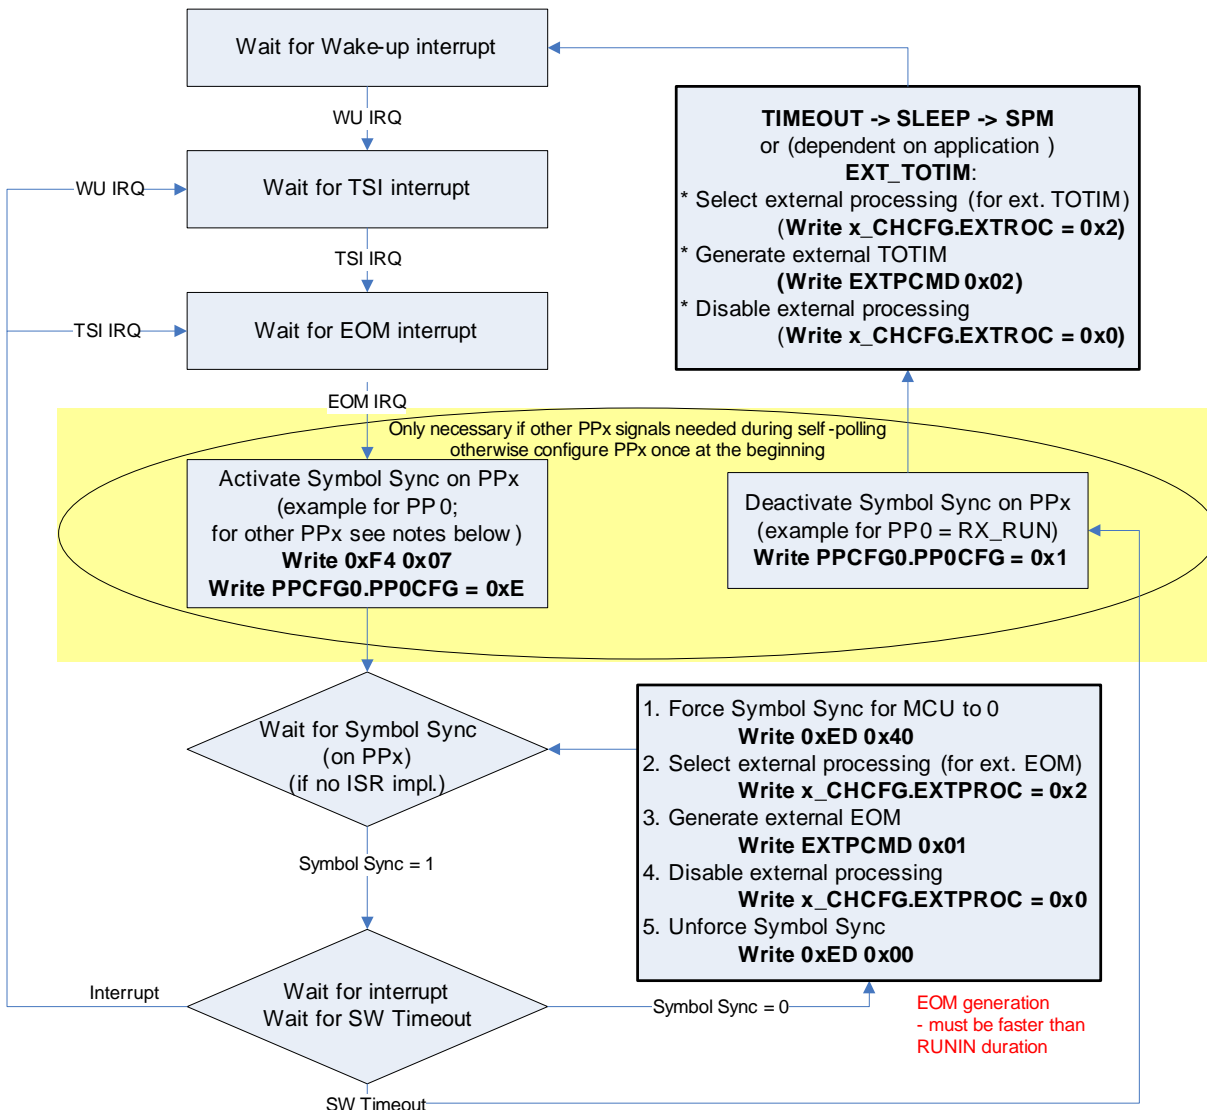 Wait for Wake-up interrupt
WU IRQ
Wait for TSI interrupt
WU IRQ
TSI IRQ
Wait for EOM interrupt
TSI IRQ
EOM IRQ
TIMEOUT -> SLEEP -> SPM
or (dependent on application )
EXT_TOTIM:
* Select external processing (for ext. TOTIM)
(Write x_CHCFG.EXTROC = 0x2)
* Generate external TOTIM
(Write EXTPCMD 0x02)
* Disable external processing
(Write x_CHCFG.EXTROC = 0x0)
Only necessary if other PPx signals needed during self-polling
otherwise configure PPx once at the beginning
Activate Symbol Sync on PPx
(example for PP0;
for other PPx see notes below)
Write 0xF4 0x07
Write PPCFG0.PP0CFG = 0xE
Deactivate Symbol Sync on PPx
(example for PP0 = RX_RUN)
Write PPCFG0.PP0CFG = 0x1
Wait for Symbol Sync
(on PPx)
(if no ISR impl.)
Symbol Sync = 1
1. Force Symbol Sync for MCU to 0
Write 0xED 0x40
2. Select external processing (for ext. EOM)
Write x_CHCFG.EXTPROC = 0x2
3. Generate external EOM
Write EXTPCMD 0x01
4. Disable external processing
Write x_CHCFG.EXTPROC = 0x0
5. Unforce Symbol Sync
Write 0xED 0x00
Interrupt
Wait for interrupt
Wait for SW Timeout
Symbol Sync = 0
EOM generation
- must be faster than
RUNIN duration
SW Timeout